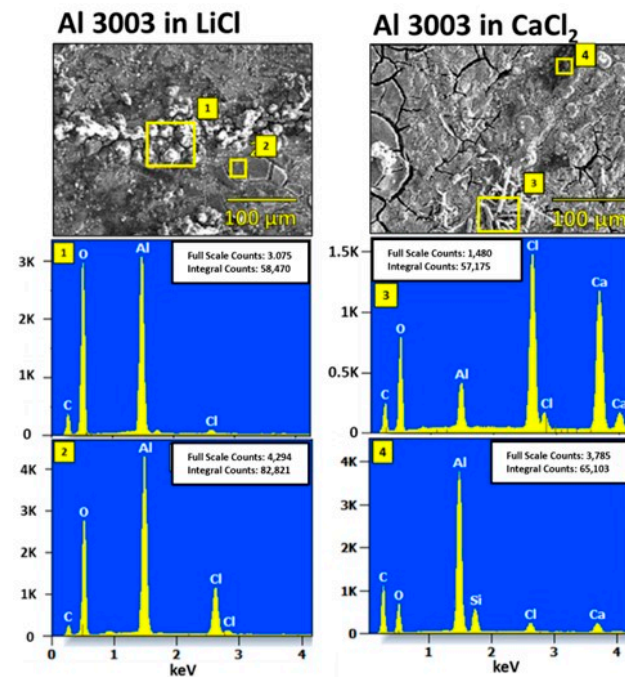 Al 3003 in LiCl
Al 3003 in CaCl₂
1
2
100 µm
4
3
100 µm
1
Full Scale Counts: 3.075
Integral Counts: 58,470
3K
2K
1K
0
C
O
Al
Cl
Full Scale Counts: 1,480
Integral Counts: 57,175
3
1.5K
1K
0.5K
0
C
O
Al
Cl
Cl
Ca
Ca
2
Full Scale Counts: 4,294
Integral Counts: 82,821
4K
3K
2K
1K
0
C
O
Al
Cl
Cl
0 1 2 3 4
keV
4
Full Scale Counts: 3,785
Integral Counts: 65,103
4K
3K
2K
1K
0
C
O
Al
Si
Cl
Ca
1 2 3 4
keV